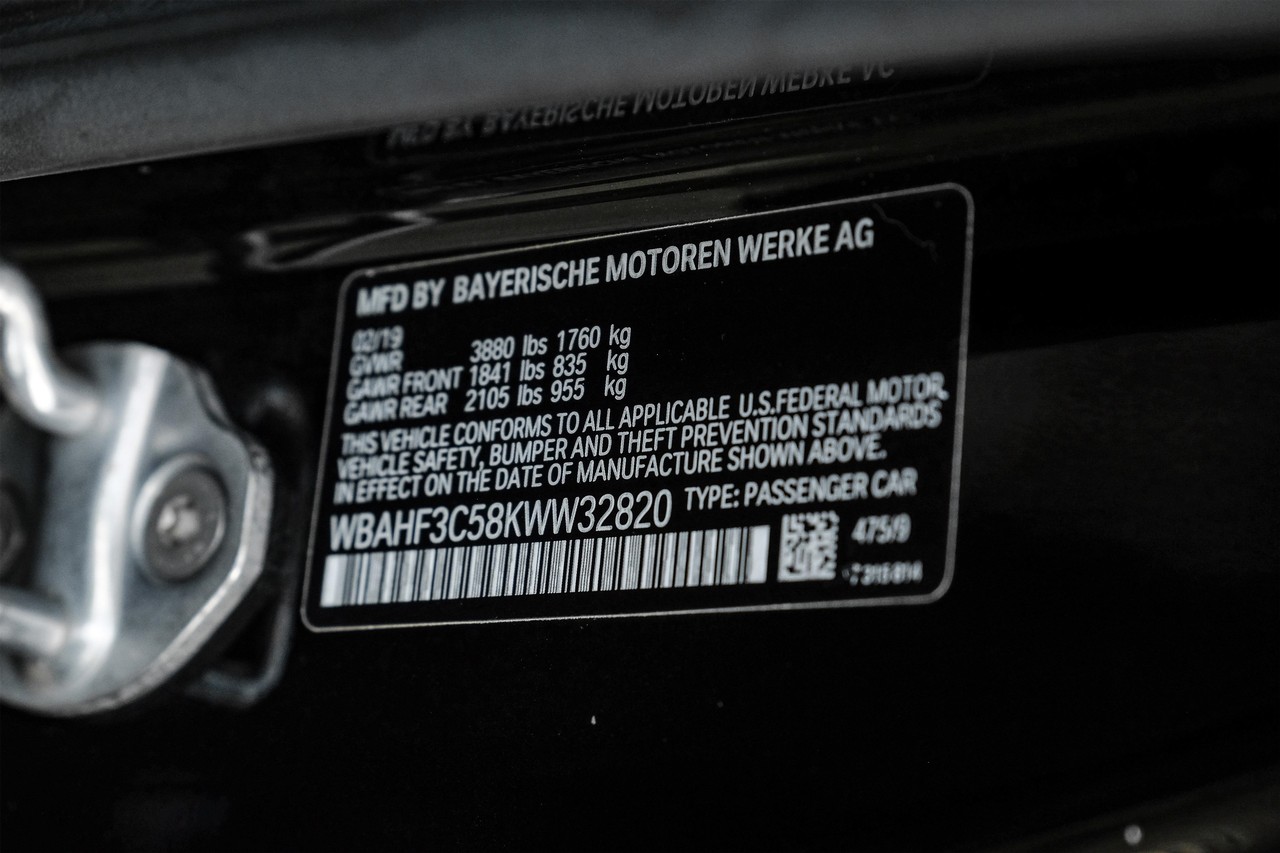 MFD BY BAYERISCHE MOTOREN WERKE AG
02/19
GVWR 3880 lbs 1760 kg
GAWR FRONT 1841 lbs 835 kg
GAWR REAR 2105 lbs 955 kg
THIS VEHICLE CONFORMS TO ALL APPLICABLE U.S.FEDERAL MOTOR
VEHICLE SAFETY, BUMPER AND THEFT PREVENTION STANDARDS
IN EFFECT ON THE DATE OF MANUFACTURE SHOWN ABOVE.
WBAHF3C58KWW32820 TYPE: PASSENGER CAR
475/9